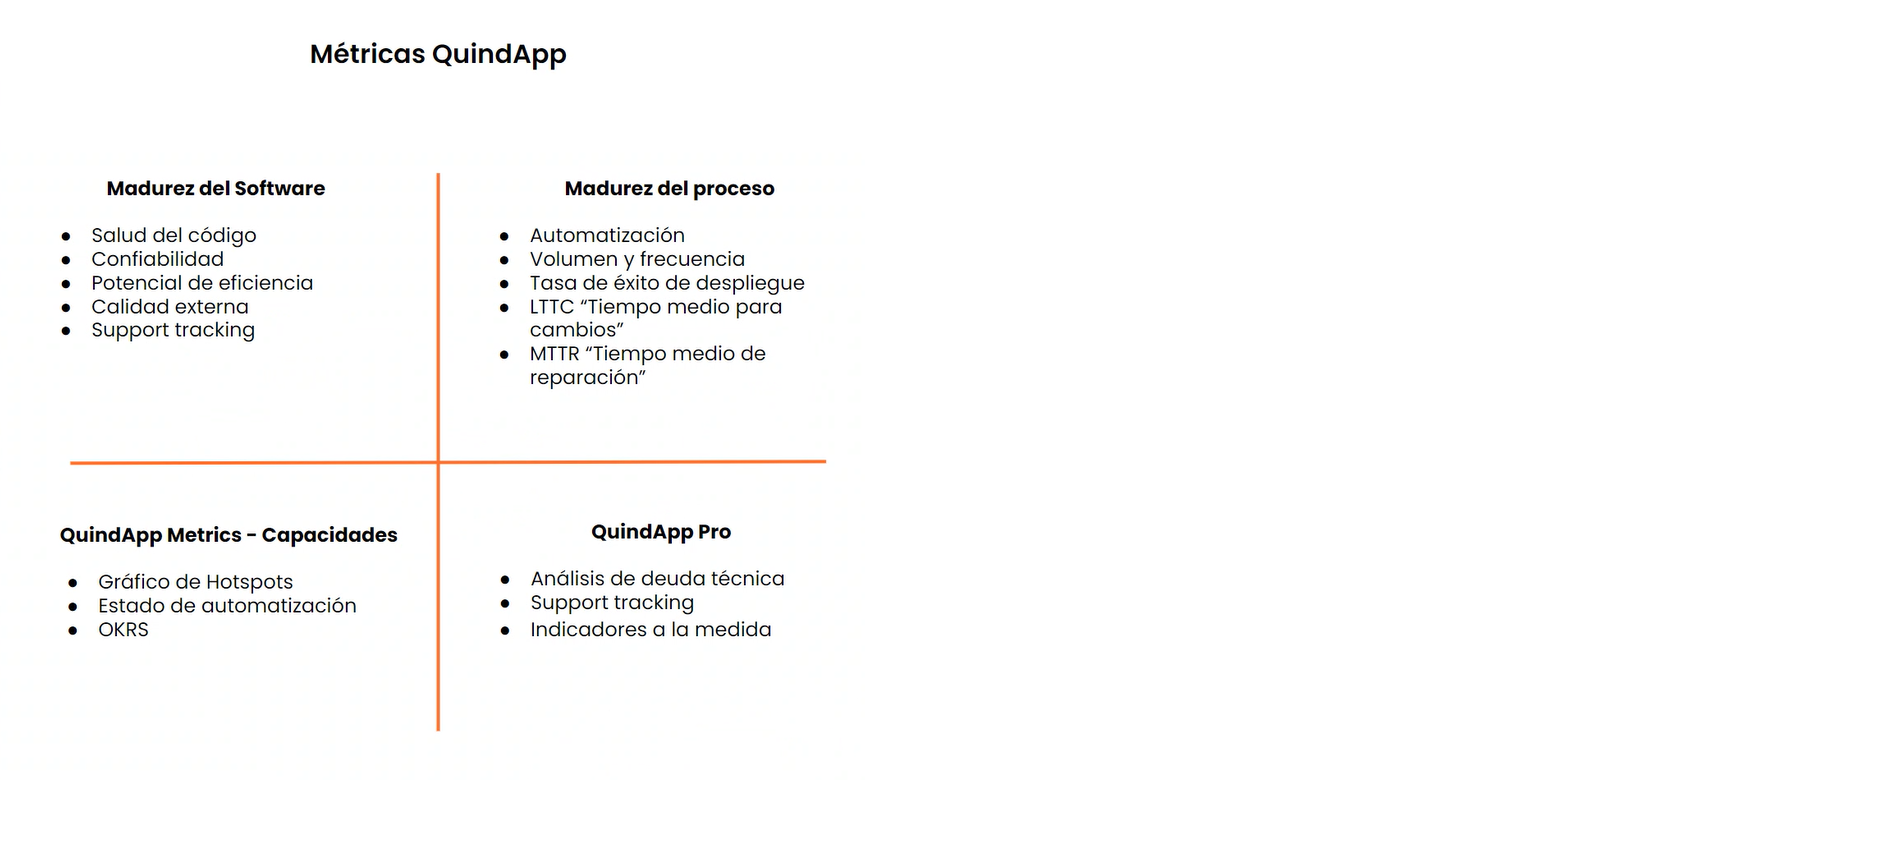 Métricas QuindApp
Madurez del Software
● Salud del código
● Confiabilidad
● Potencial de eficiencia
● Calidad externa
● Support tracking
Madurez del proceso
● Automatización
● Volumen y frecuencia
● Tasa de éxito de despliegue
● LTTC “Tiempo medio para
cambios”
● MTTR “Tiempo medio de
reparación”
QuindApp Metrics - Capacidades
● Gráfico de Hotspots
● Estado de automatización
● OKRS
QuindApp Pro
● Análisis de deuda técnica
● Support tracking
● Indicadores a la medida